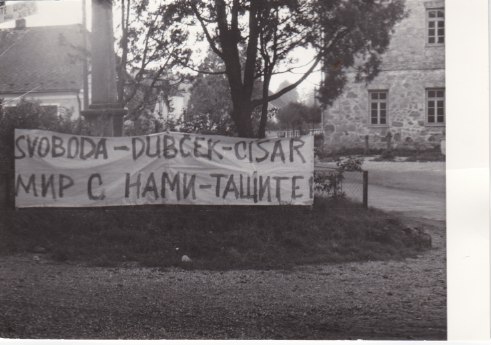 SVOBODA – DUBČEK – CÍSAŘ
МИР С НАМИ – ТАЩИТЕ